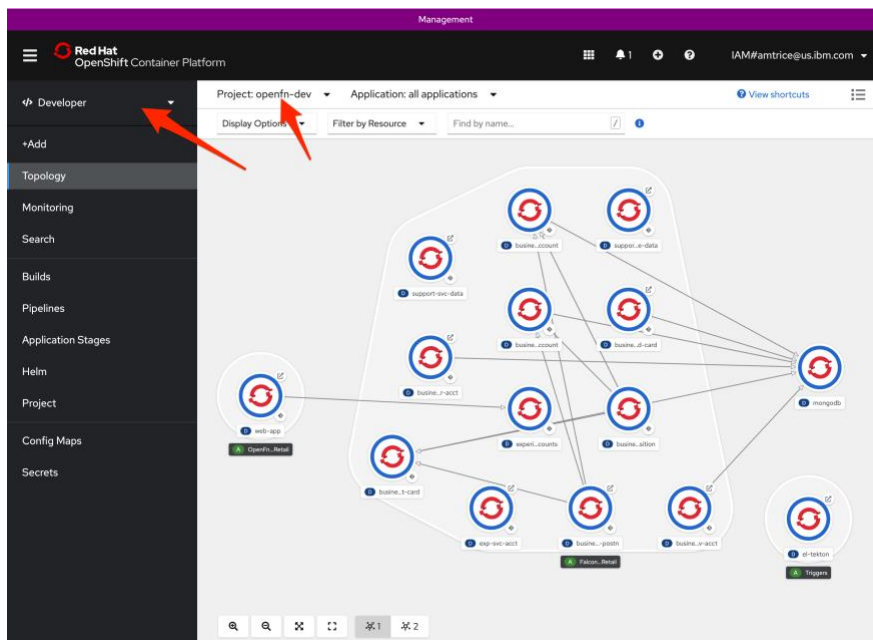 Management
Red Hat
OpenShift Container Platform
1
IAM#amtrice@us.ibm.com
Developer
Project: openfn-dev
Application: all applications
View shortcuts
Display Options
Filter by Resource
Find by name...
/
+Add
Topology
Monitoring
Search
Builds
Pipelines
Application Stages
Helm
Project
Config Maps
Secrets
D busine...ccount
D suppor...e-data
D support-svc-data
D busine...ccount
D busine...d-card
D busine...r-acct
D mongodb
D web-app
A OpenFn...Retail
D experi...counts
D busine...sition
D busine...t-card
D exp-svc-acct
D busine...-postn
D busine...v-acct
A Falcon...Retail
D el-tekton
A Triggers
1
2